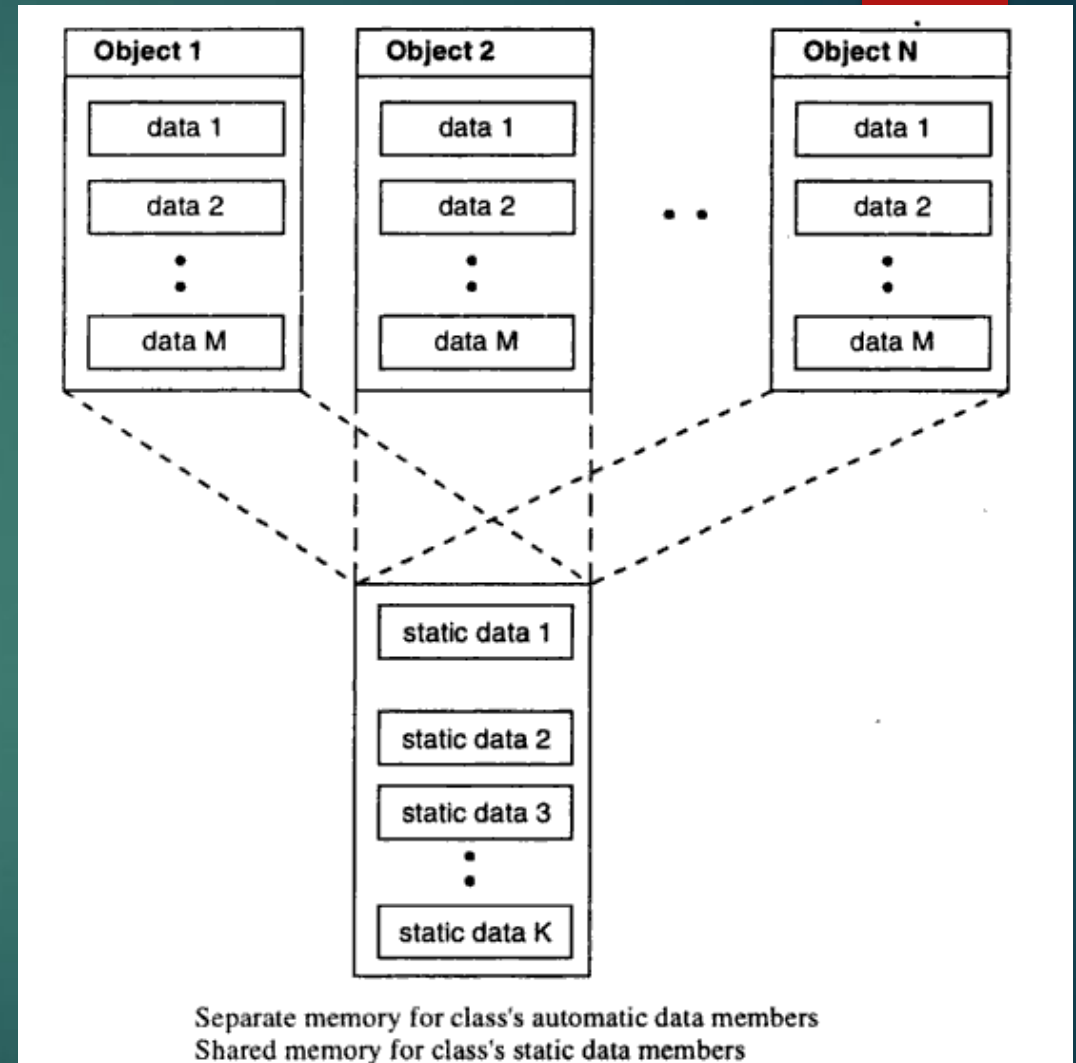 Object 1
data 1
data 2
data M
Object 2
data 1
data 2
data M
Object N
data 1
data 2
data M
static data 1
static data 2
static data 3
static data K
Separate memory for class's automatic data members
Shared memory for class's static data members